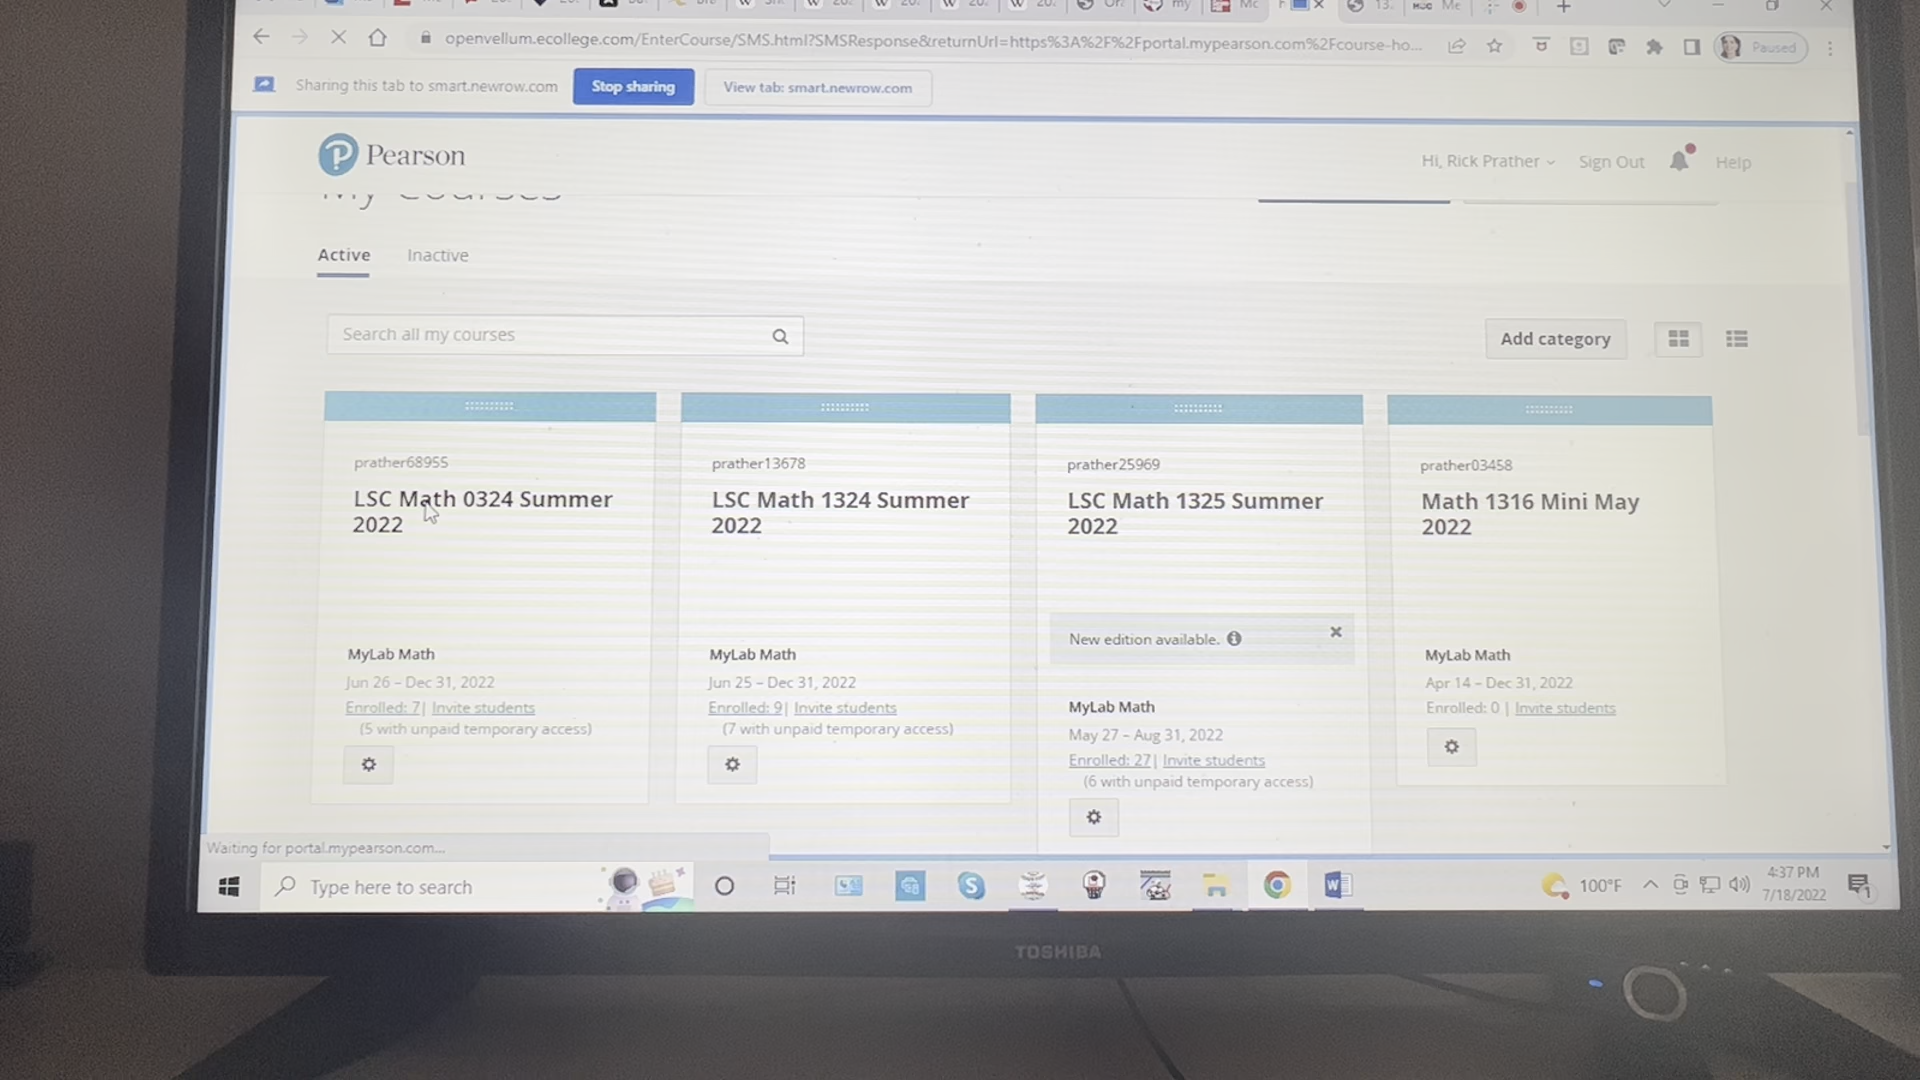 openvellum.ecollege.com/EnterCourse/SMS.html?SMSResponse&returnUrl=https%3A%2F%2Fportal.mypearson.com%2Fcourse-ho...
Paused
Sharing this tab to smart.newrow.com
Stop sharing
View tab: smart.newrow.com
Pearson
Hi, Rick Prather
Sign Out
Help
My Courses
Active
Inactive
Search all my courses
Add category
prather68955
LSC Math 0324 Summer
2022
MyLab Math
Jun 26 – Dec 31, 2022
Enrolled: 7 | Invite students
(5 with unpaid temporary access)
prather13678
LSC Math 1324 Summer
2022
MyLab Math
Jun 25 – Dec 31, 2022
Enrolled: 9 | Invite students
(7 with unpaid temporary access)
prather25969
LSC Math 1325 Summer
2022
New edition available.
MyLab Math
May 27 – Aug 31, 2022
Enrolled: 27 | Invite students
(6 with unpaid temporary access)
prather03458
Math 1316 Mini May
2022
MyLab Math
Apr 14 – Dec 31, 2022
Enrolled: 0 | Invite students
Waiting for portal.mypearson.com...
Type here to search
100°F
4:37 PM
7/18/2022
1
TOSHIBA